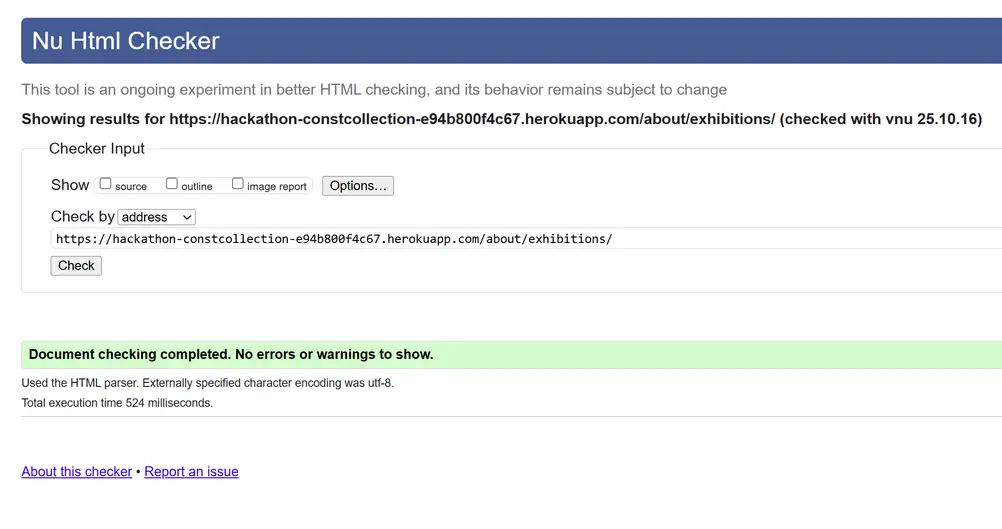 Nu Html Checker
This tool is an ongoing experiment in better HTML checking, and its behavior remains subject to change
Showing results for https://hackathon-constcollection-e94b800f4c67.herokuapp.com/about/exhibitions/ (checked with vnu 25.10.16)
Checker Input
Show source outline image report Options...
Check by address
https://hackathon-constcollection-e94b800f4c67.herokuapp.com/about/exhibitions/
Check
Document checking completed. No errors or warnings to show.
Used the HTML parser. Externally specified character encoding was utf-8.
Total execution time 524 milliseconds.
About this checker • Report an issue